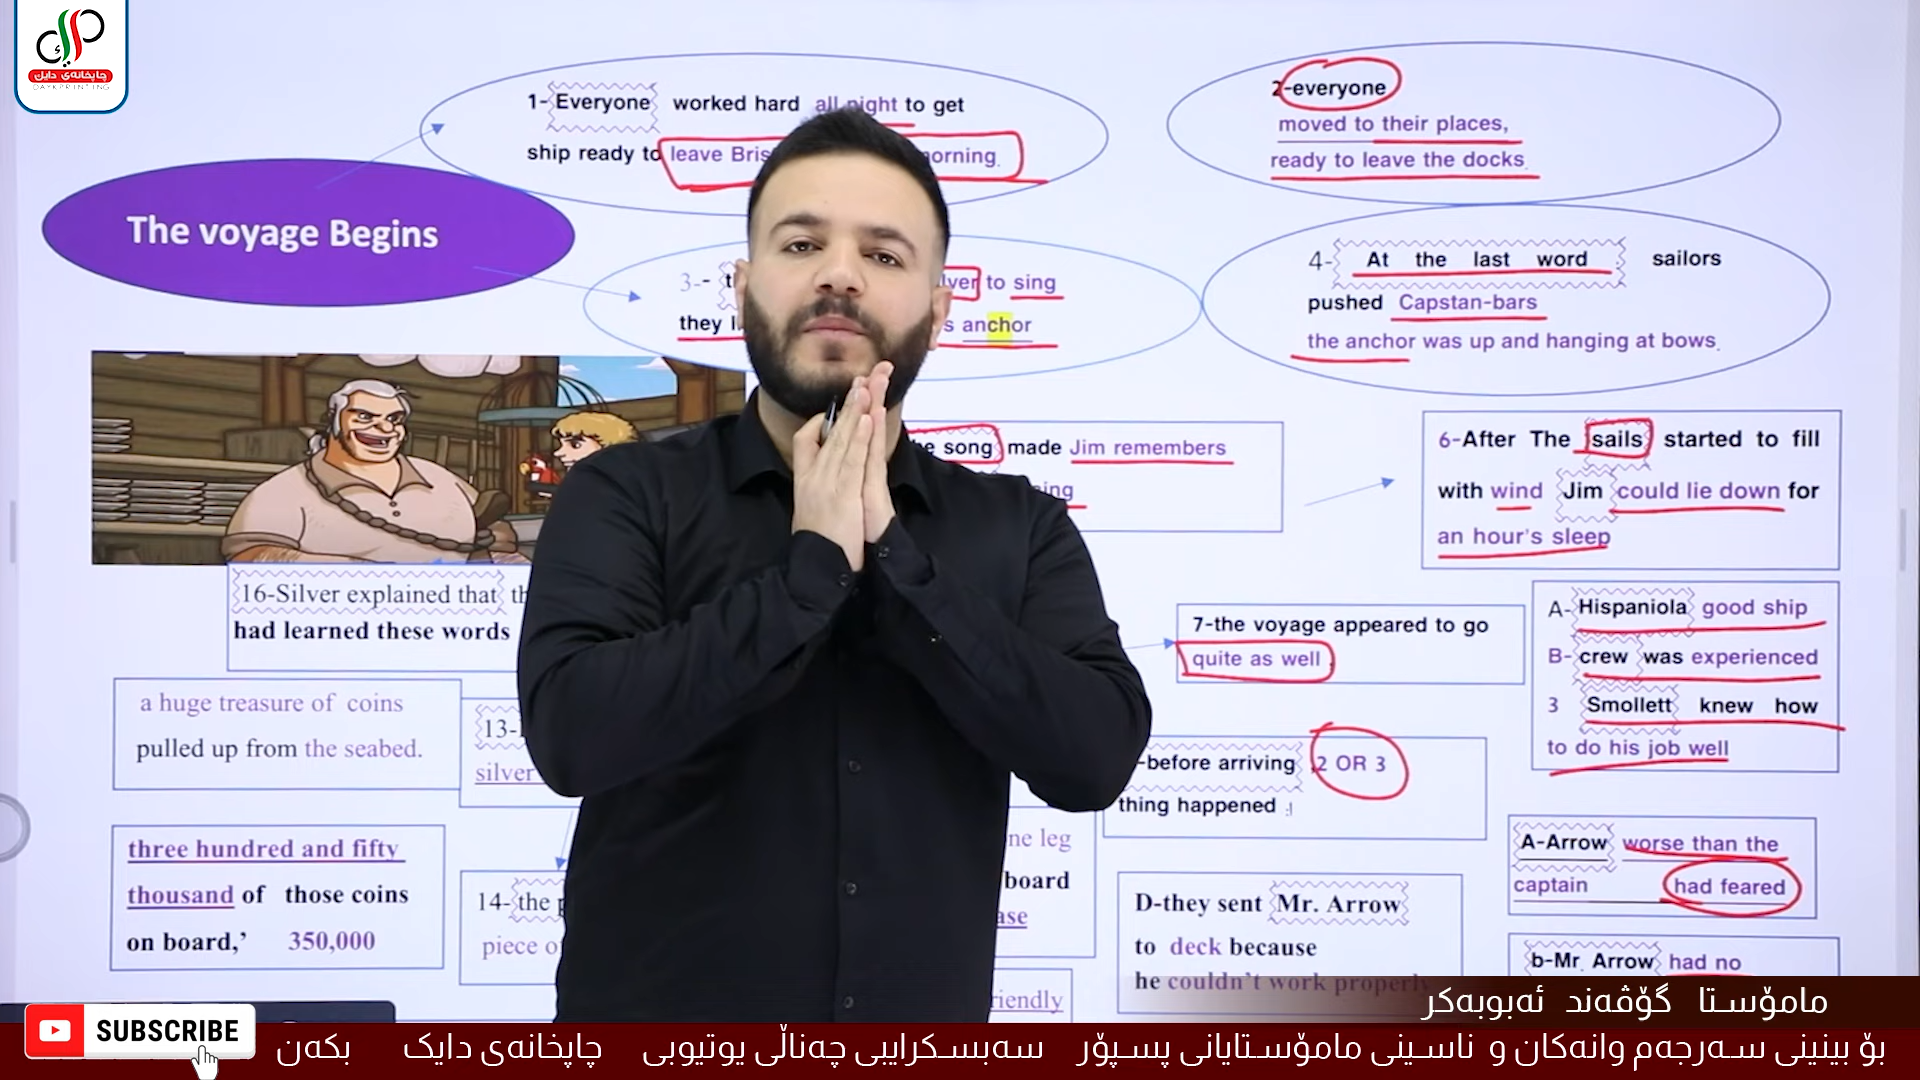 چاپخانەی دایک
DAYK PRINTING
The voyage Begins
1- Everyone worked hard all night to get
ship ready to leave Bris morning.
2-everyone
moved to their places,
ready to leave the docks.
3-- lver to sing
they s anchor
4- At the last word . sailors
pushed Capstan-bars
the anchor was up and hanging at bows.
song made Jim remembers
6-After The sails started to fill
with wind Jim could lie down for
an hour's sleep
7-the voyage appeared to go
quite as well .
A- Hispaniola good ship
B- crew was experienced
3 Smollett knew how
to do his job well
-before arriving ,2 OR 3
thing happened
A-Arrow worse than the
captain had feared
b-Mr. Arrow had no
D-they sent Mr. Arrow
to deck because
he couldn't work properly
16-Silver explained that
had learned these words
a huge treasure of coins
pulled up from the seabed.
13-
silver
three hundred and fifty
thousand of those coins
on board,' 350,000
14- the
piece
ne leg
board
riendly
مامۆستا گۆڤەند ئەبوبەکر
SUBSCRIBE
بۆ بینینی سەرجەم وانەکان و ناسینی مامۆستایانی پسپۆر سەبسکرایبی چەناڵی یوتیوبی چاپخانەی دایک بکەن